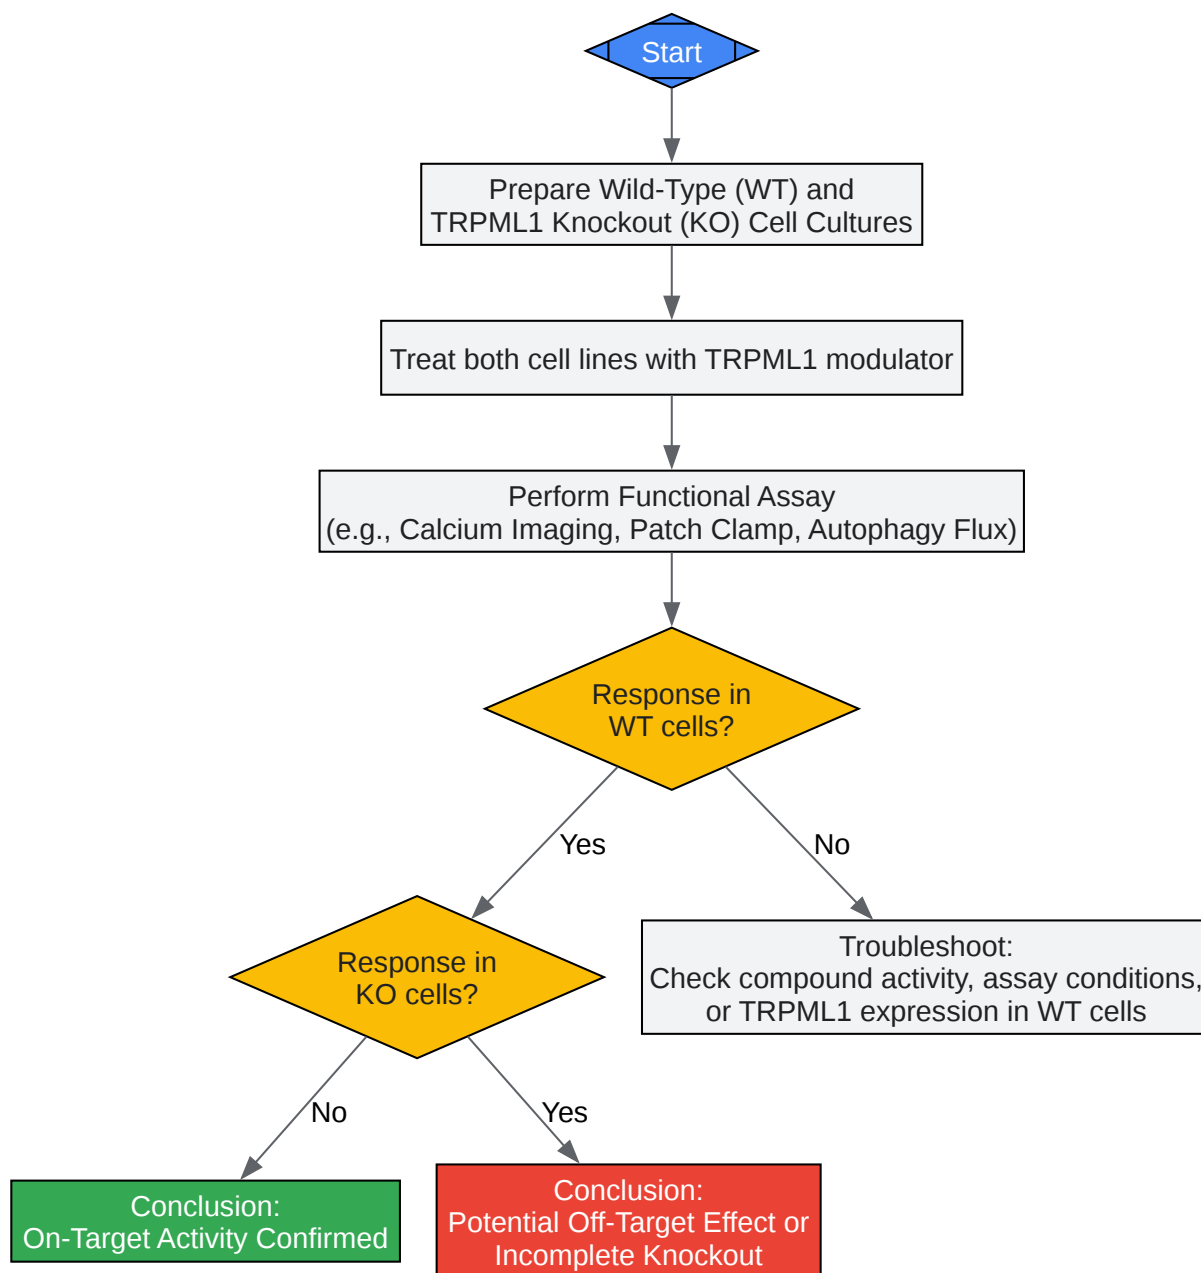 Start
Prepare Wild-Type (WT) and
TRPML1 Knockout (KO) Cell Cultures
Treat both cell lines with TRPML1 modulator
Perform Functional Assay
(e.g., Calcium Imaging, Patch Clamp, Autophagy Flux)
Response in
WT cells?
Yes
No
Response in
KO cells?
Troubleshoot:
Check compound activity, assay conditions,
or TRPML1 expression in WT cells
No
Yes
Conclusion:
On-Target Activity Confirmed
Conclusion:
Potential Off-Target Effect or
Incomplete Knockout